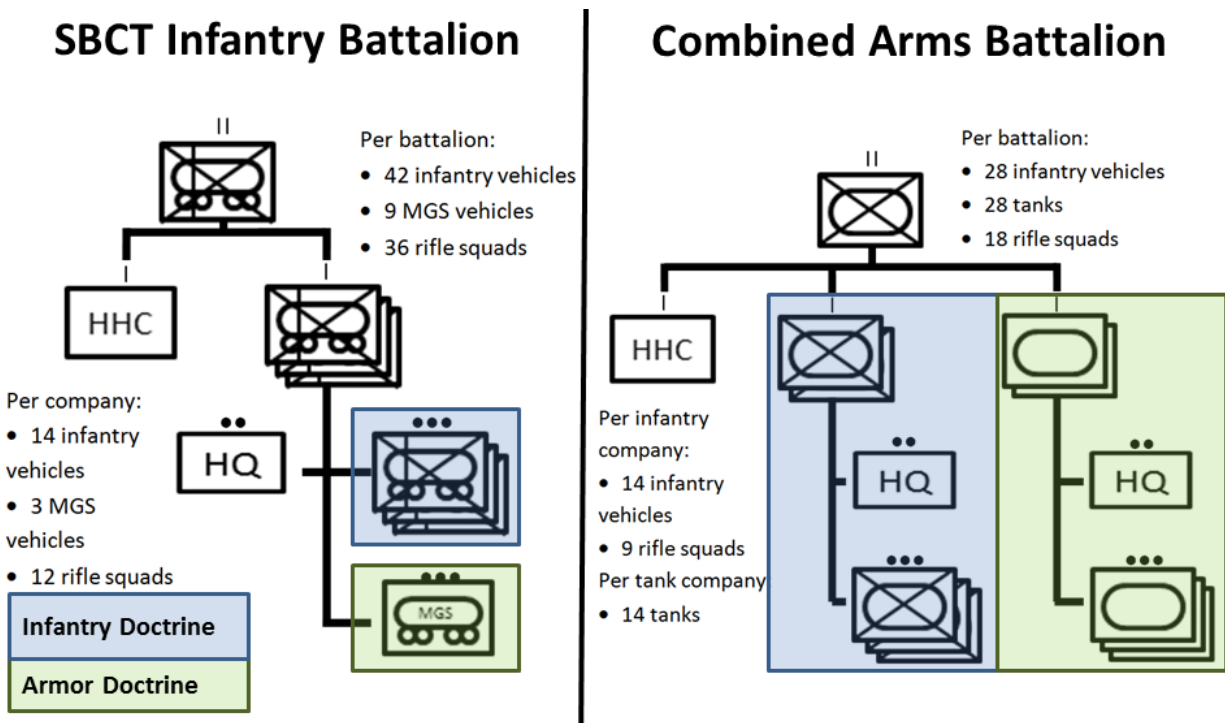 SBCT Infantry Battalion
Per battalion:
• 42 infantry vehicles
• 9 MGS vehicles
• 36 rifle squads
HHC
Per company:
• 14 infantry
vehicles
• 3 MGS
vehicles
• 12 rifle squads
HQ
MGS
Infantry Doctrine
Armor Doctrine
Combined Arms Battalion
Per battalion:
• 28 infantry vehicles
• 28 tanks
• 18 rifle squads
HHC
Per infantry
company:
• 14 infantry
vehicles
• 9 rifle squads
Per tank company
• 14 tanks
HQ
HQ